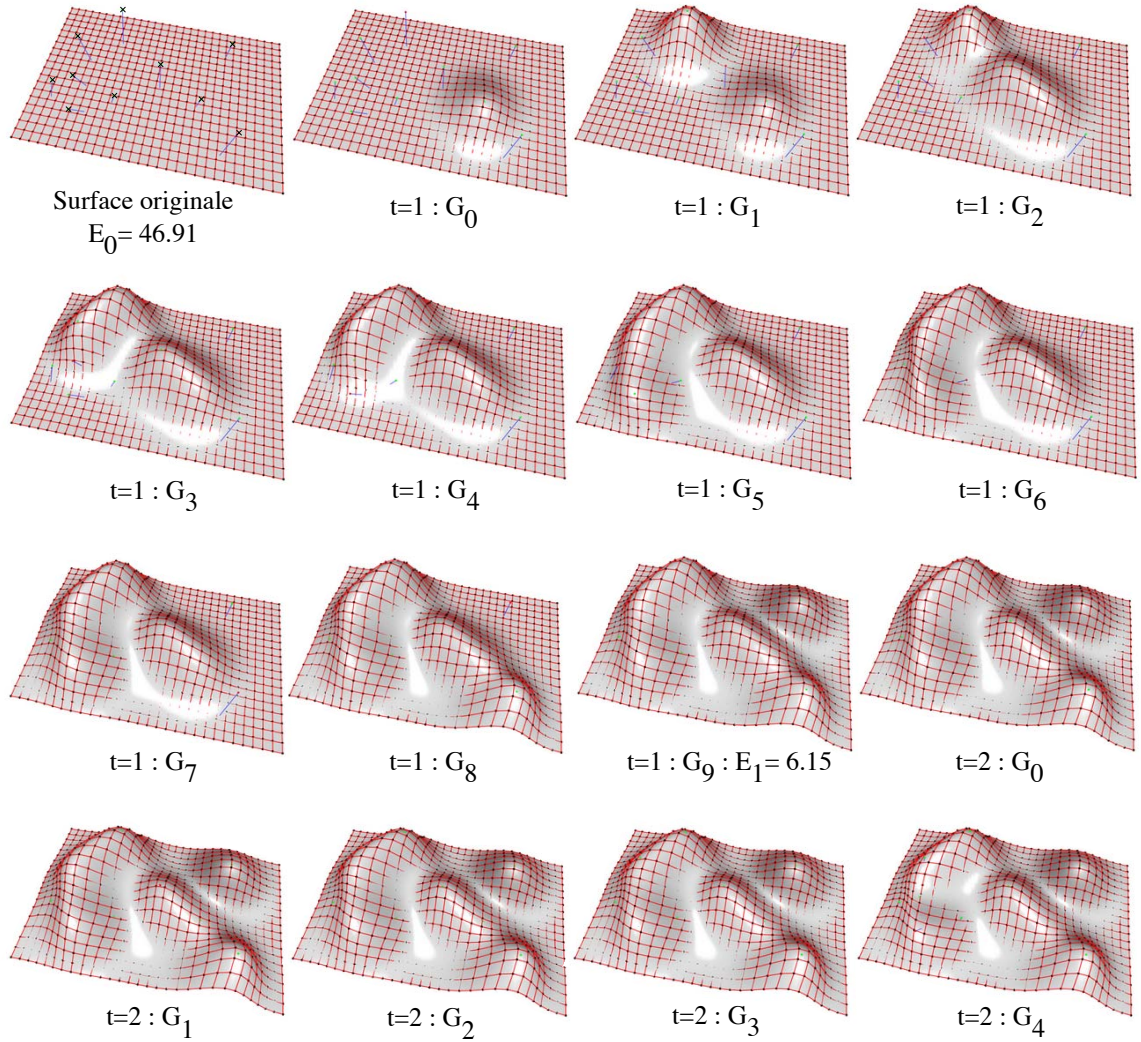 Surface originale
E0= 46.91
t=1 : G0
t=1 : G1
t=1 : G2
t=1 : G3
t=1 : G4
t=1 : G5
t=1 : G6
t=1 : G7
t=1 : G8
t=1 : G9 : E1= 6.15
t=2 : G0
t=2 : G1
t=2 : G2
t=2 : G3
t=2 : G4